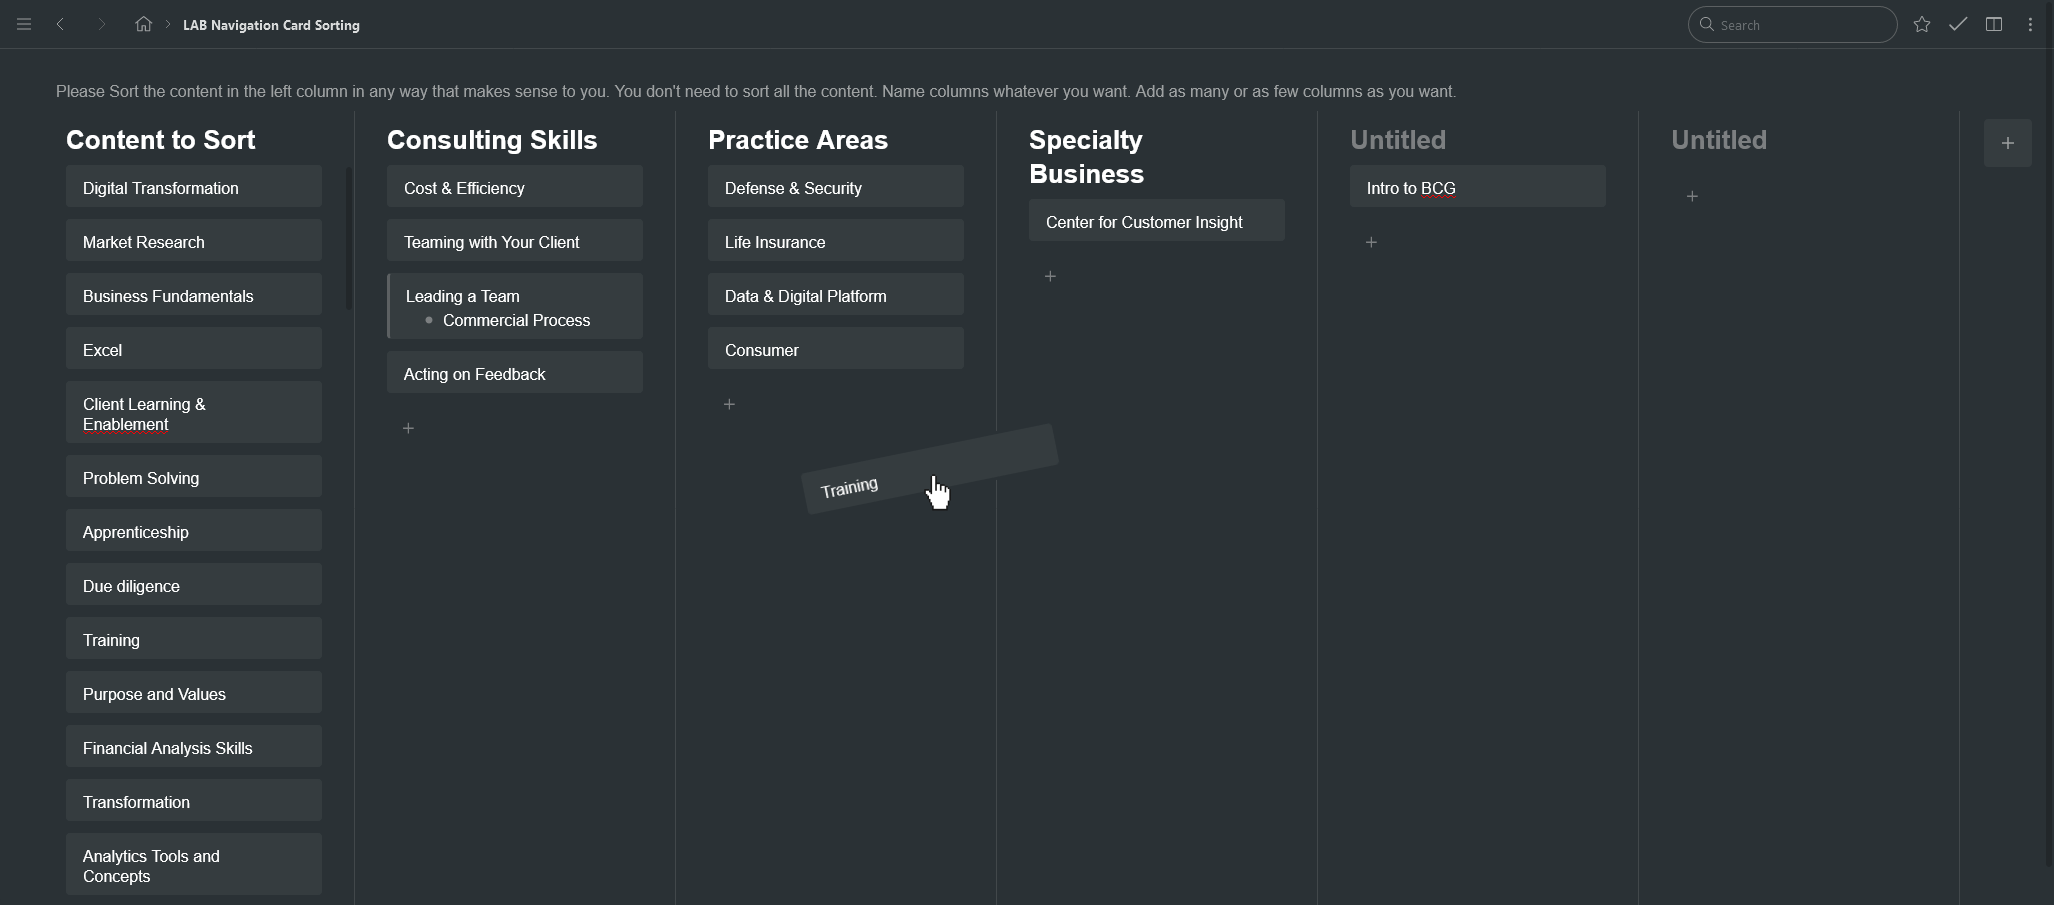 LAB Navigation Card Sorting
Search
Please Sort the content in the left column in any way that makes sense to you. You don't need to sort all the content. Name columns whatever you want. Add as many or as few columns as you want.
Content to Sort
Digital Transformation
Market Research
Business Fundamentals
Excel
Client Learning &
Enablement
Problem Solving
Apprenticeship
Due diligence
Training
Purpose and Values
Financial Analysis Skills
Transformation
Analytics Tools and
Concepts
Consulting Skills
Cost & Efficiency
Teaming with Your Client
Leading a Team
Commercial Process
Acting on Feedback
Practice Areas
Defense & Security
Life Insurance
Data & Digital Platform
Consumer
Training
Specialty
Business
Center for Customer Insight
Untitled
Intro to BCG
Untitled